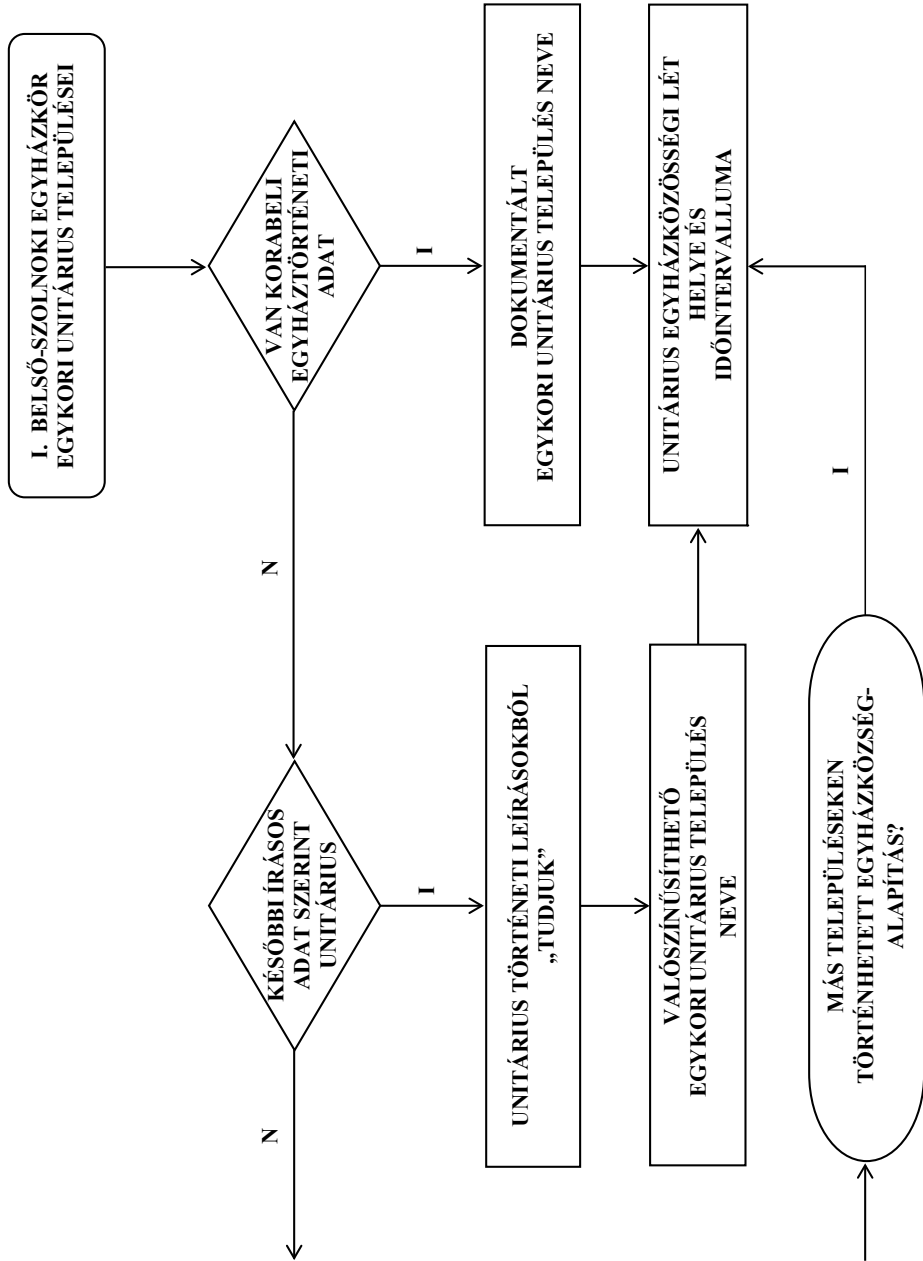 I. BELSŐ-SZOLNOKI EGYHÁZKÖR
EGYKORI UNITÁRIUS TELEPÜLÉSEI
VAN KORABELI
EGYHÁZTÖRTÉNETI
ADAT
I
N
DOKUMENTÁLT
EGYKORI UNITÁRIUS TELEPÜLÉS NEVE
UNITÁRIUS EGYHÁZKÖZÖSSÉGI LÉT
HELYE ÉS
IDŐINTERVALLUMA
KÉSŐBBI ÍRÁSOS
ADAT SZERINT
UNITÁRIUS
I
N
UNITÁRIUS TÖRTÉNETI LEÍRÁSOKBÓL
„TUDJUK”
VALÓSZÍNŰSÍTHETŐ
EGYKORI UNITÁRIUS TELEPÜLÉS
NEVE
MÁS TELEPÜLÉSEKEN
TÖRTÉNHETETT EGYHÁZKÖZSÉG-
ALAPÍTÁS?
I